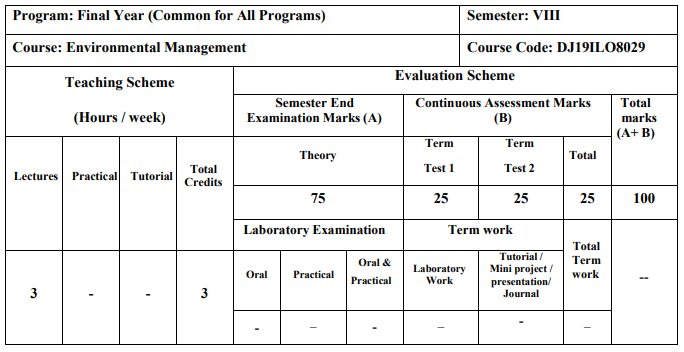 Program: Final Year (Common for All Programs) Semester: VIII
Course: Environmental Management Course Code: DJ19ILO8029
Teaching Scheme
(Hours / week)
Evaluation Scheme
Semester End
Examination Marks (A)
Continuous Assessment Marks
(B)
Total
marks
(A+ B)
Lectures Practical Tutorial Total
Credits
Theory
Term
Test 1
Term
Test 2
Total
75 25 25 25 100
Laboratory Examination Term work
Total
Term
work
3 - - 3
Oral Practical Oral &
Practical
Laboratory
Work
Tutorial /
Mini project /
presentation/
Journal
--
- – - – - –